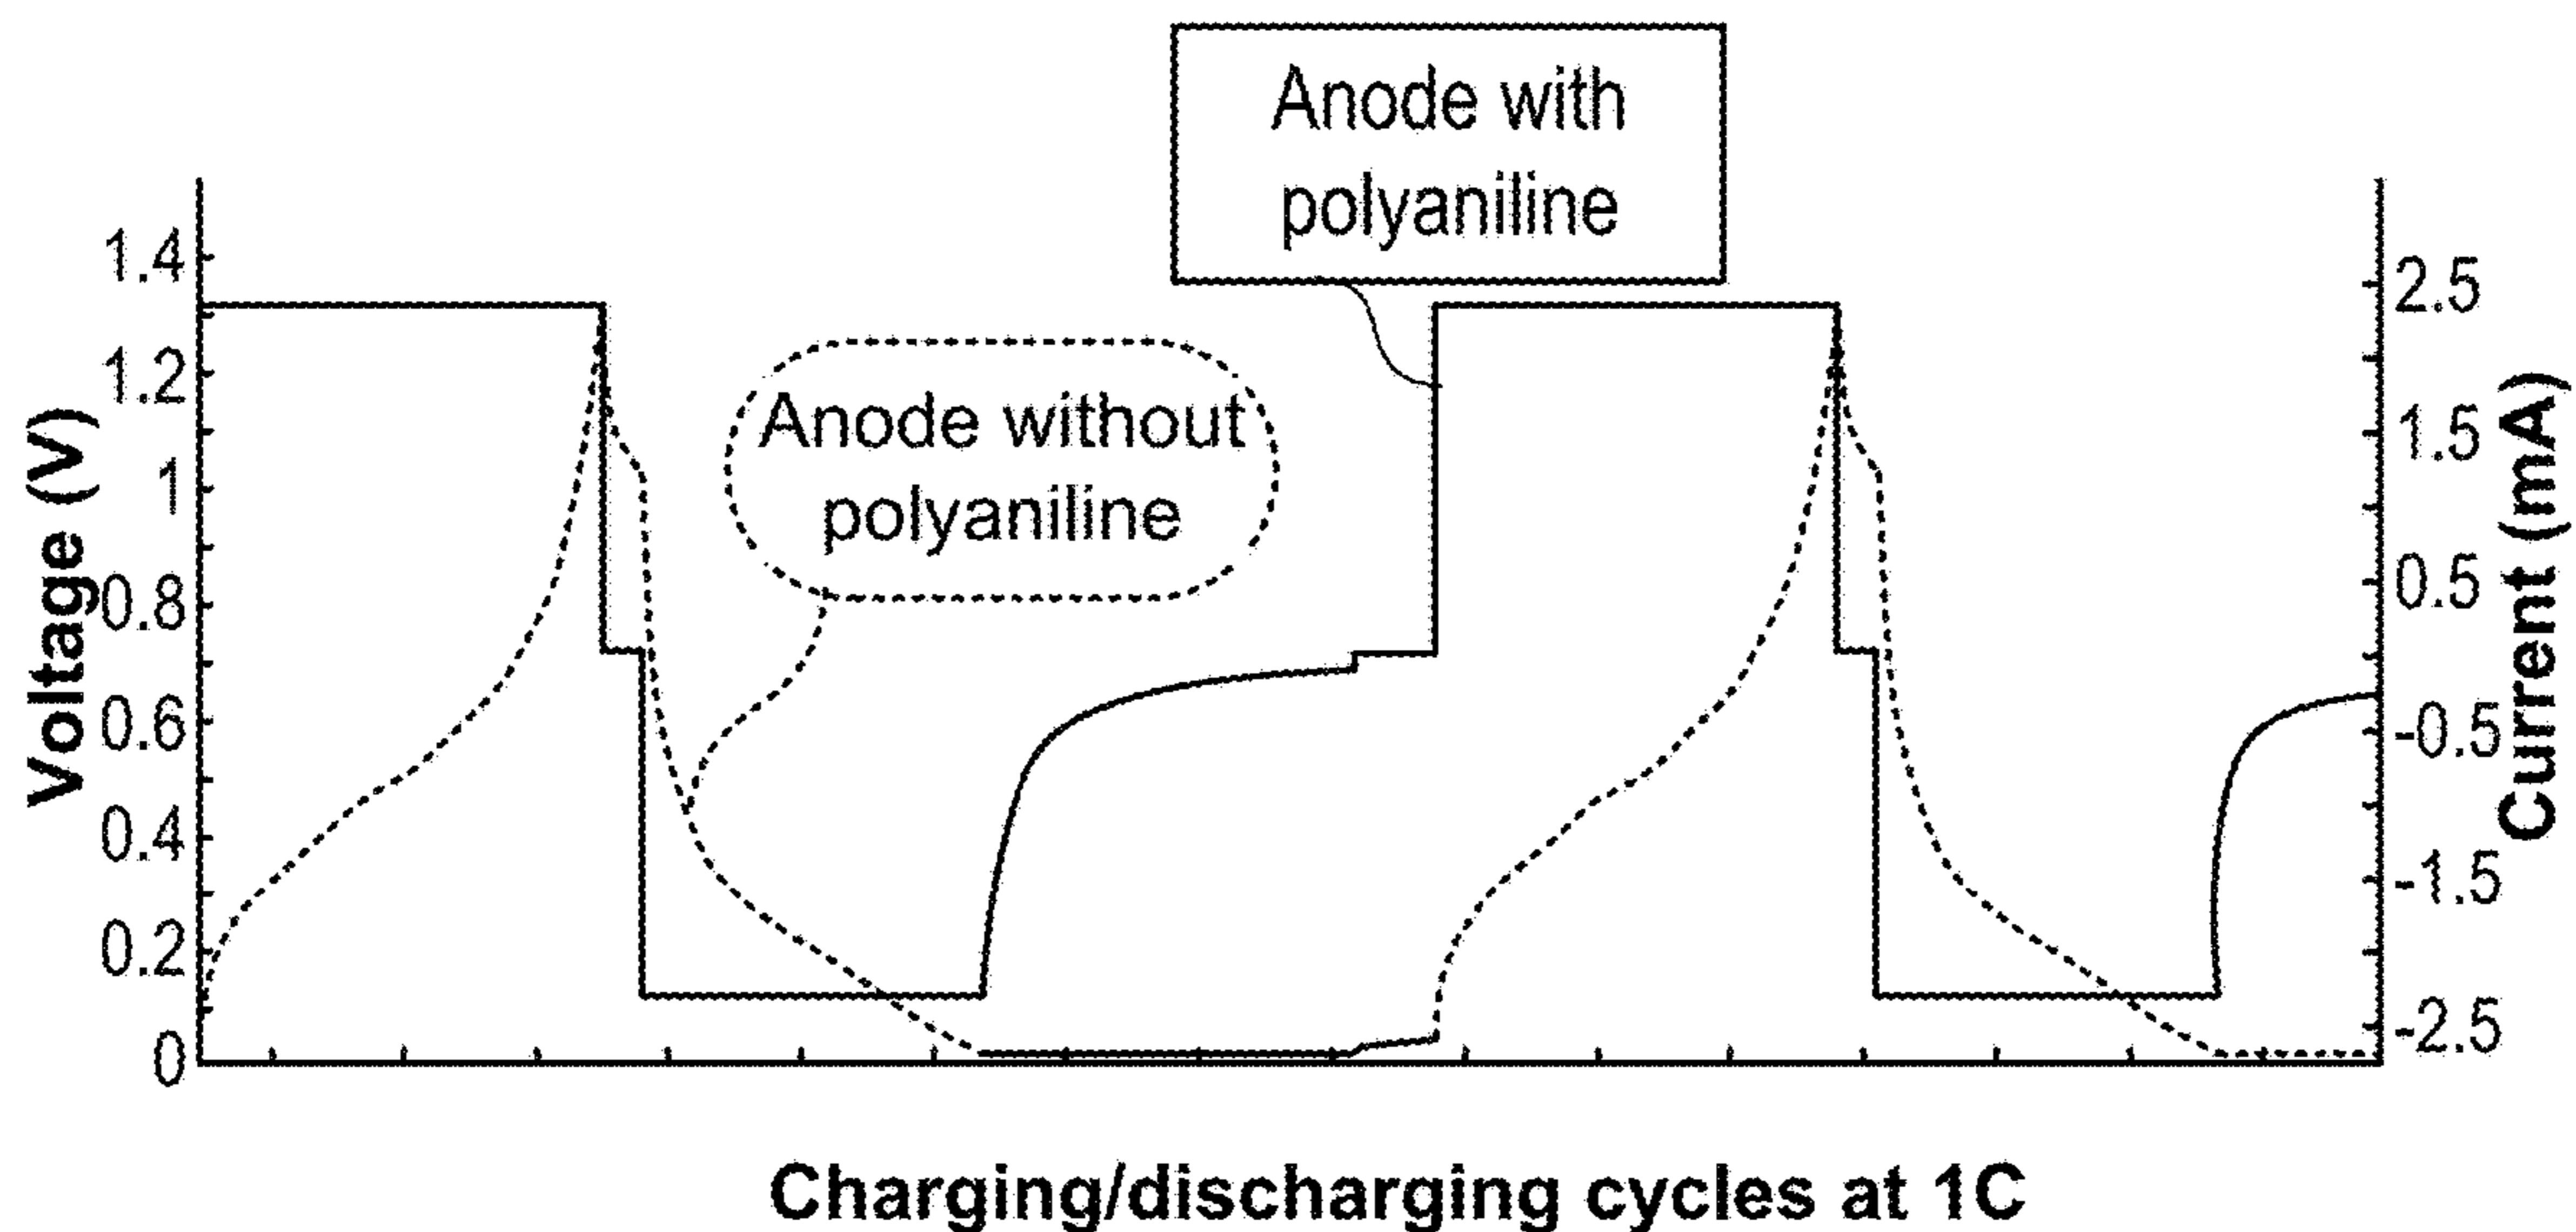 Anode with
polyaniline
Anode without
polyaniline
Voltage (V)
1.4
1.2
1
0.8
0.6
0.4
0.2
0
Current (mA)
2.5
1.5
0.5
-0.5
-1.5
-2.5
Charging/discharging cycles at 1C